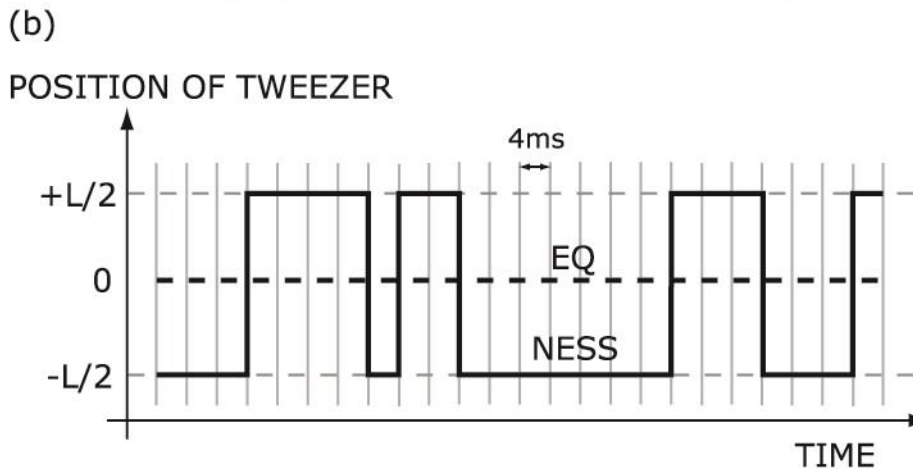 (b)
POSITION OF TWEEZER
4ms
+L/2
EQ
0
NESS
-L/2
TIME